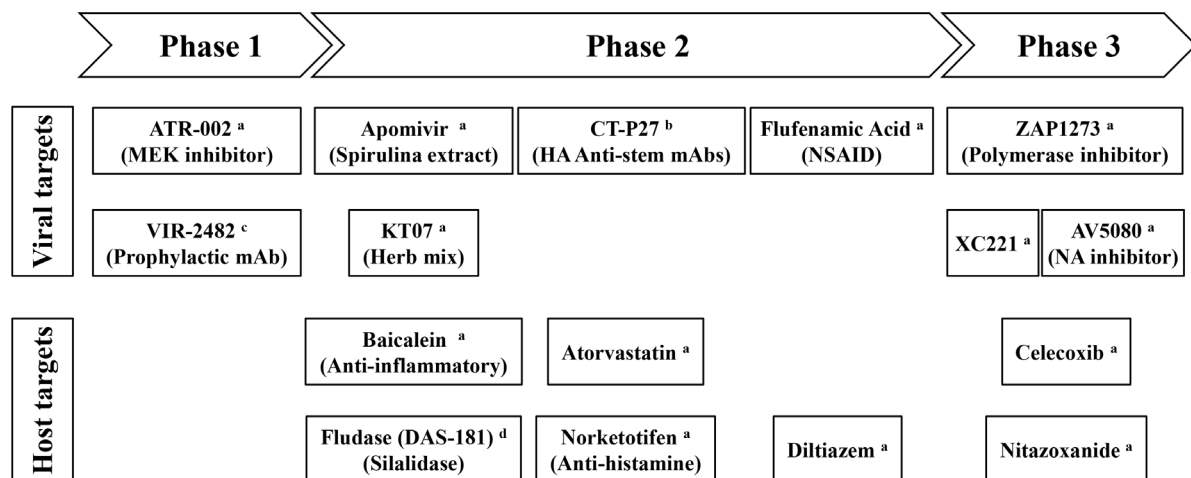 Phase 1
Phase 2
Phase 3
Viral targets
ATR-002 a
(MEK inhibitor)
Apomivir a
(Spirulina extract)
CT-P27 b
(HA Anti-stem mAbs)
Flufenamic Acid a
(NSAID)
ZAP1273 a
(Polymerase inhibitor)
VIR-2482 c
(Prophylactic mAb)
KT07 a
(Herb mix)
XC221 a
AV5080 a
(NA inhibitor)
Host targets
Baicalein a
(Anti-inflammatory)
Atorvastatin a
Celecoxib a
Fludase (DAS-181) d
(Silalidase)
Norketotifen a
(Anti-histamine)
Diltiazem a
Nitazoxanide a